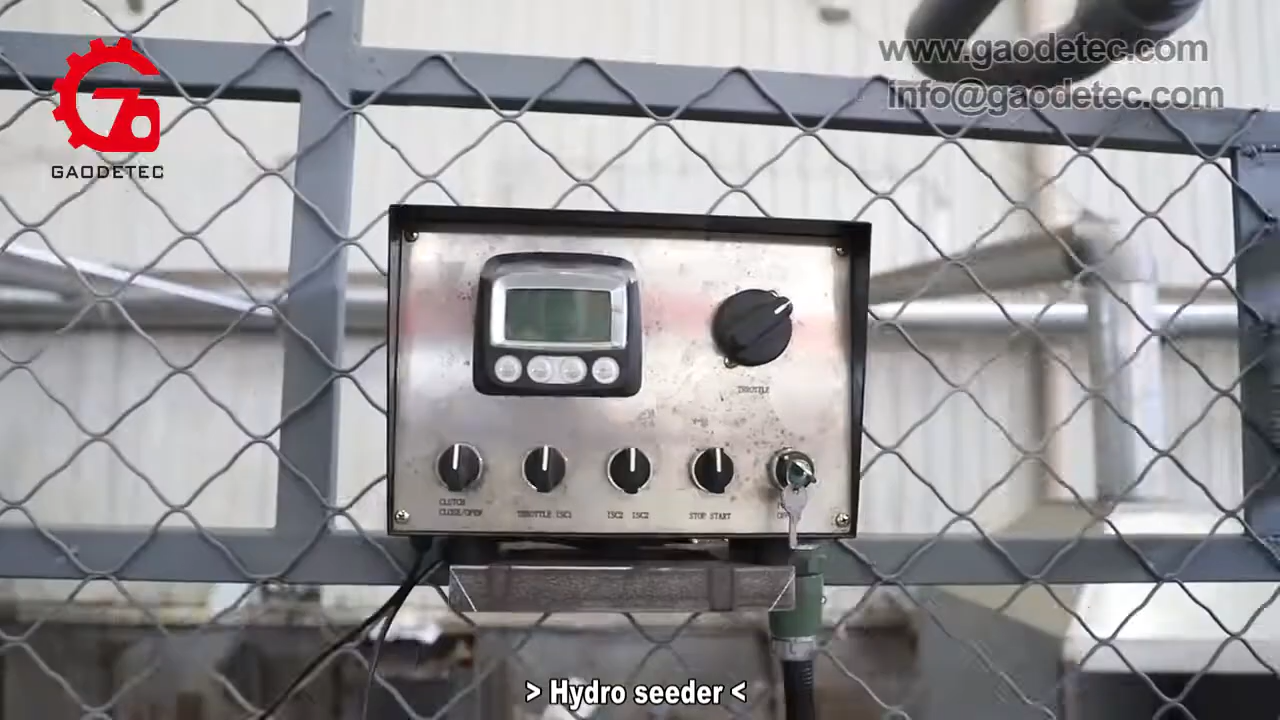 www.gaodetec.com
info@gaodetec.com
GAODETEC
THROTTLE
CLUTCH
CLOSE/OPEN
THROTTLE ISC1
ISC2 ISC2
STOP START
> Hydro seeder <